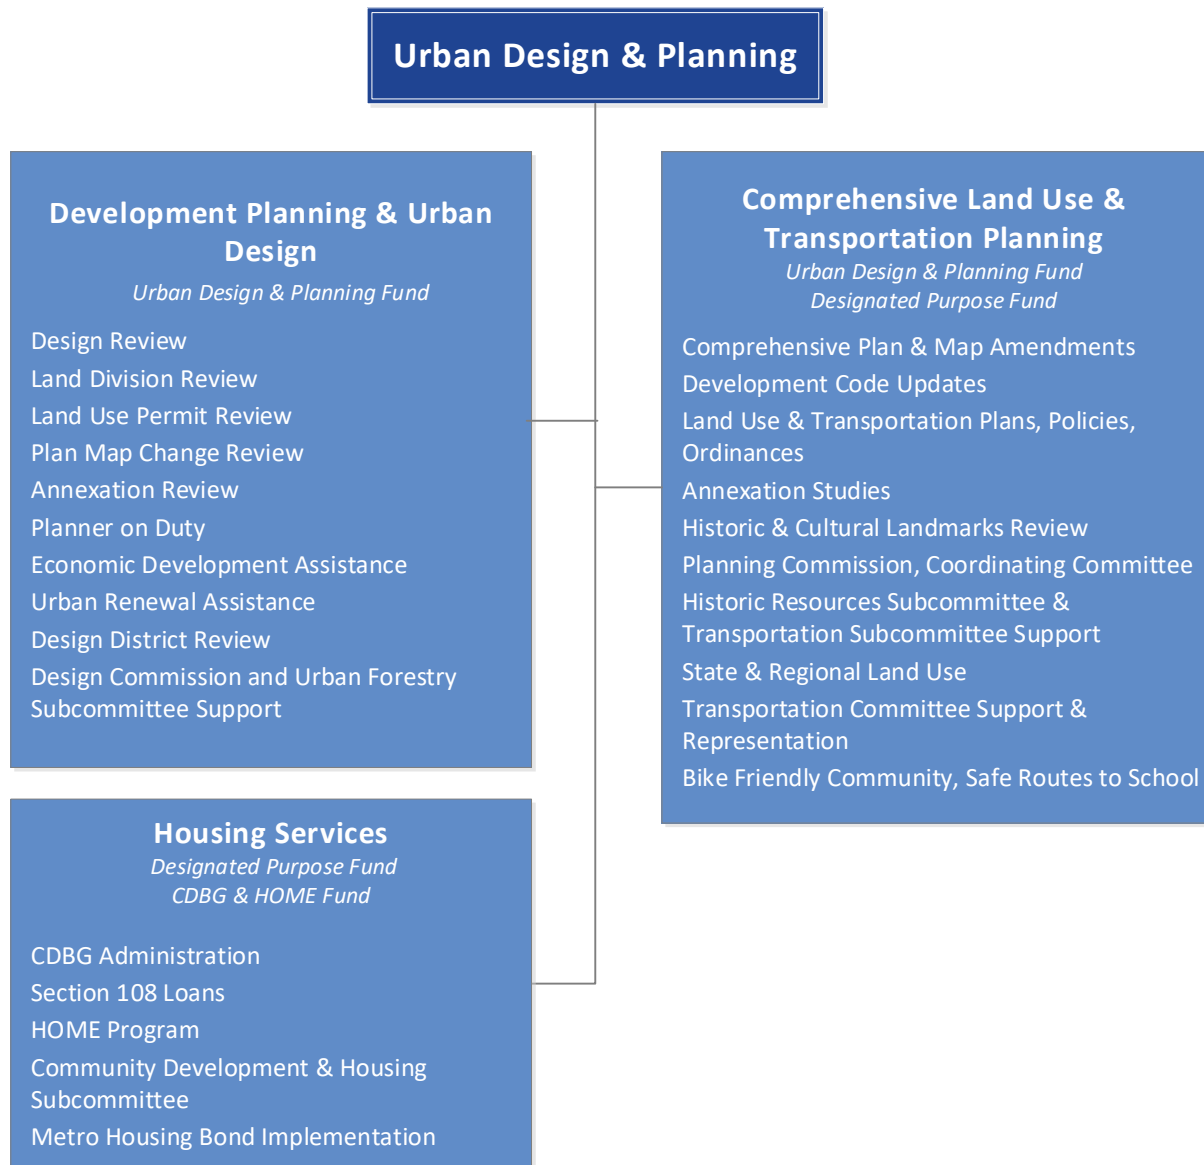 Urban Design & Planning
Development Planning & Urban
Design
Urban Design & Planning Fund
Design Review
Land Division Review
Land Use Permit Review
Plan Map Change Review
Annexation Review
Planner on Duty
Economic Development Assistance
Urban Renewal Assistance
Design District Review
Design Commission and Urban Forestry
Subcommittee Support
Comprehensive Land Use &
Transportation Planning
Urban Design & Planning Fund
Designated Purpose Fund
Comprehensive Plan & Map Amendments
Development Code Updates
Land Use & Transportation Plans, Policies,
Ordinances
Annexation Studies
Historic & Cultural Landmarks Review
Planning Commission, Coordinating Committee
Historic Resources Subcommittee &
Transportation Subcommittee Support
State & Regional Land Use
Transportation Committee Support &
Representation
Bike Friendly Community, Safe Routes to School
Housing Services
Designated Purpose Fund
CDBG & HOME Fund
CDBG Administration
Section 108 Loans
HOME Program
Community Development & Housing
Subcommittee
Metro Housing Bond Implementation